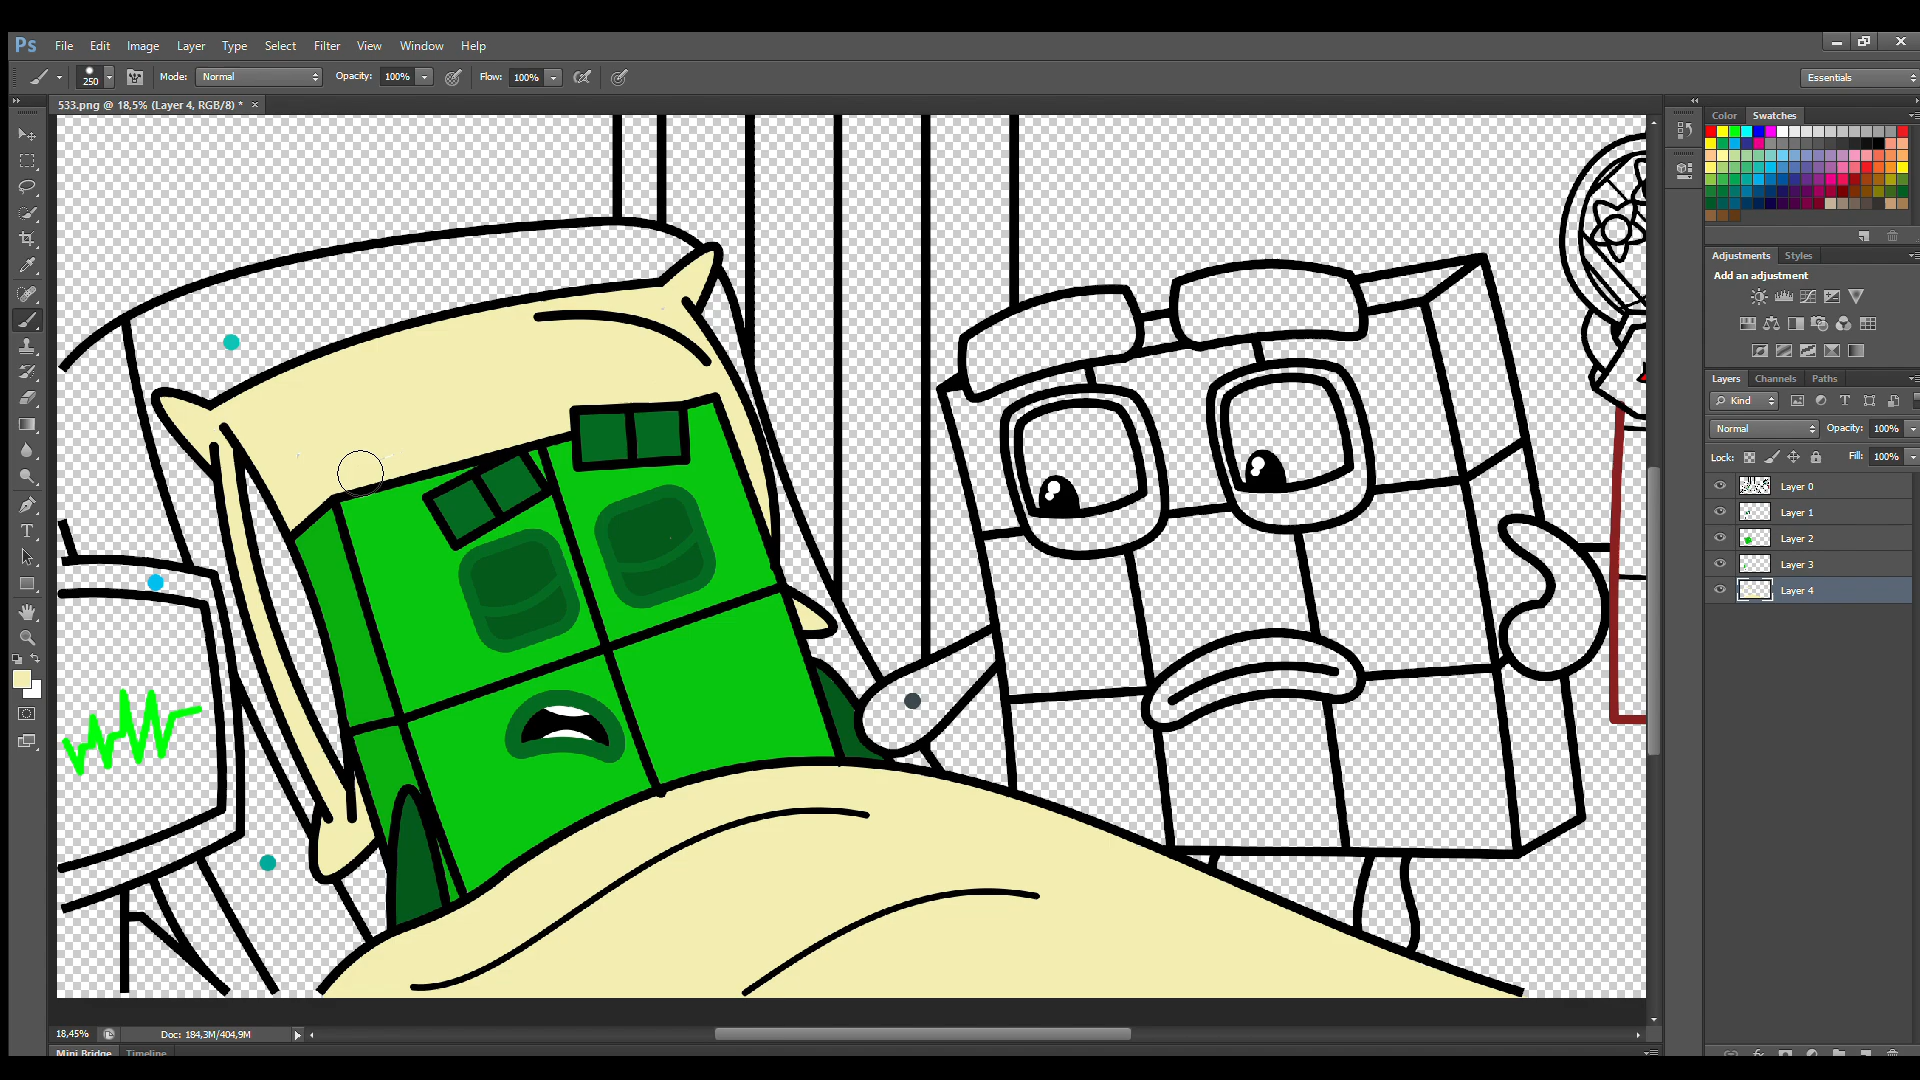 Ps File Edit Image Layer Type Select Filter View Window Help
250 Mode: Normal Opacity: 100% Flow: 100% Essentials
533.png @ 18,5% (Layer 4, RGB/8) * ×
Color Swatches
Adjustments Styles
Add an adjustment
Layers Channels Paths
Kind
Normal Opacity: 100%
Lock: Fill: 100%
Layer 0
Layer 1
Layer 2
Layer 3
Layer 4
18,45% Doc: 184,3M/404,9M
Mini Bridge Timeline